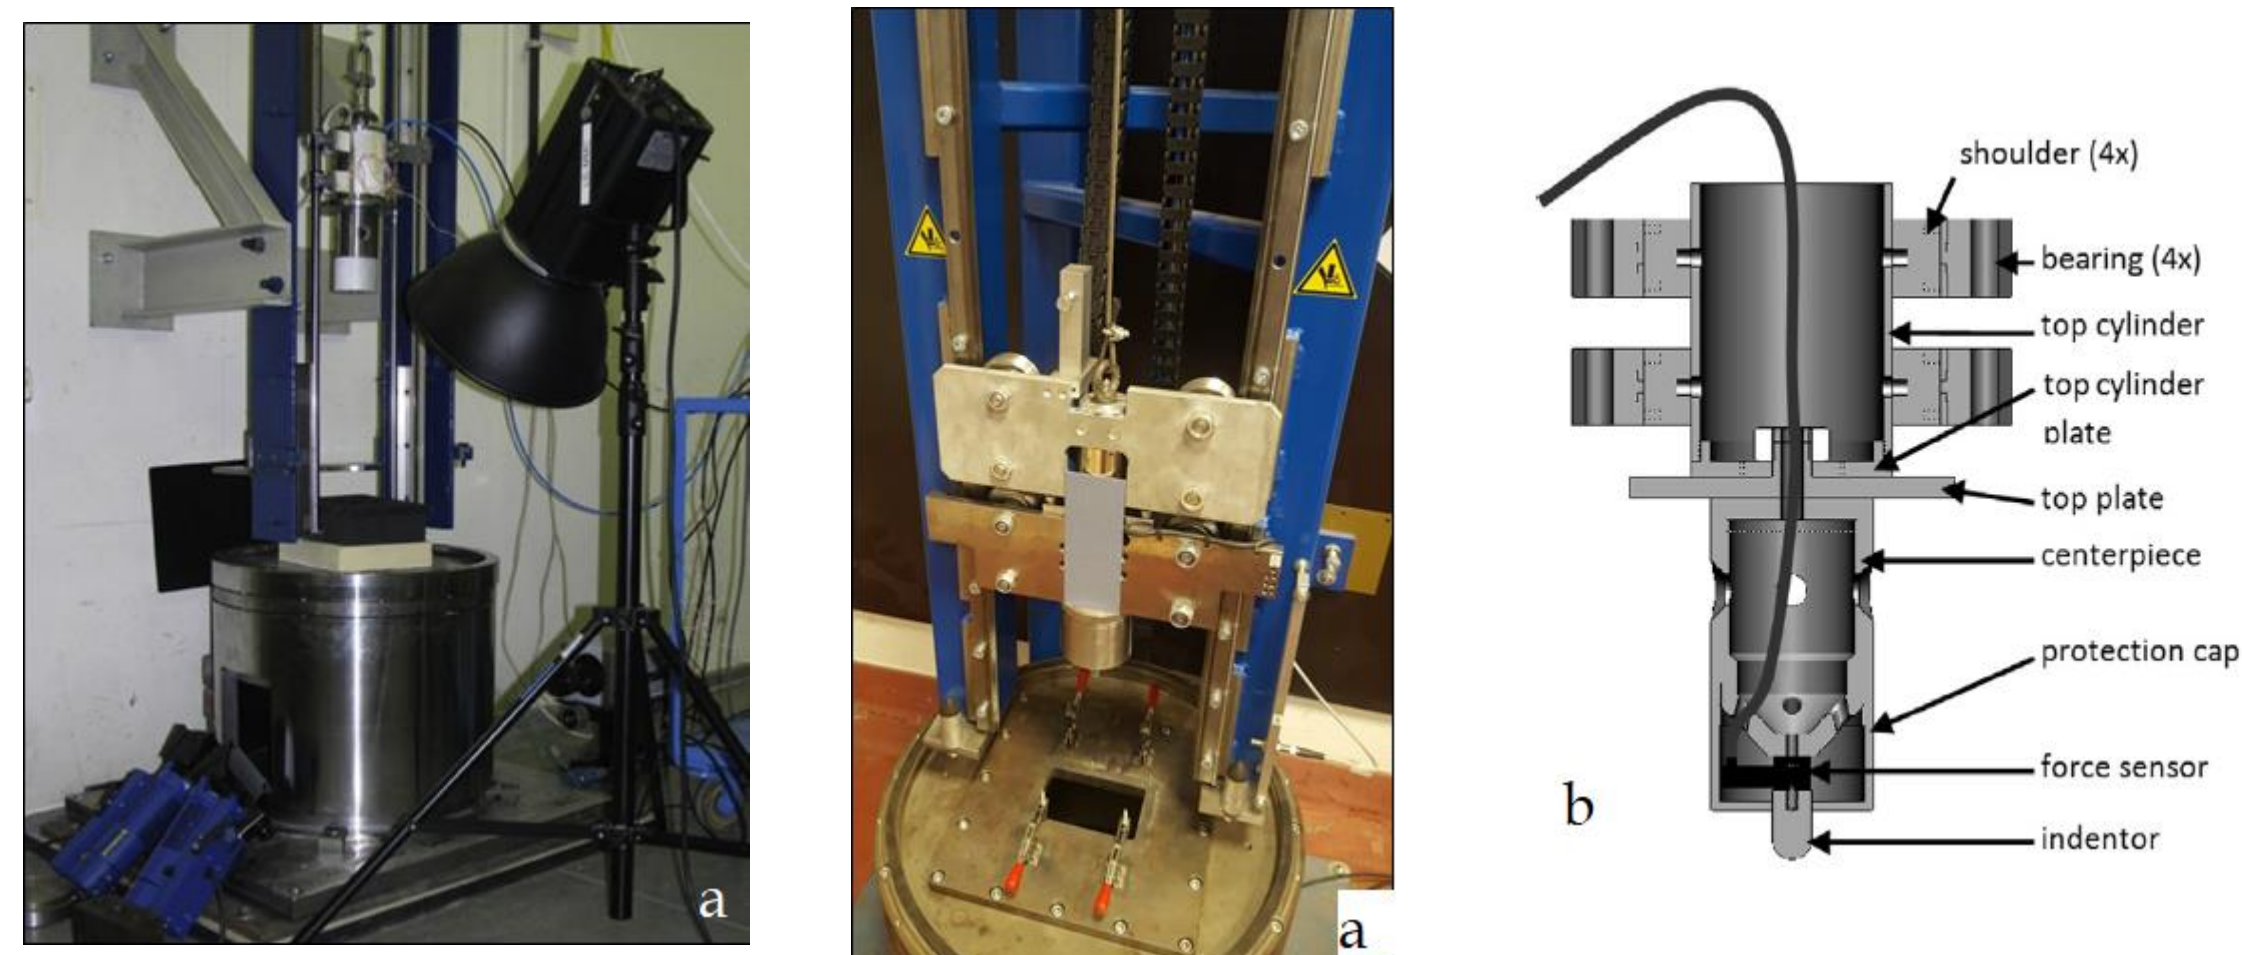 a
a
shoulder (4x)
bearing (4x)
top cylinder
top cylinder
plate
top plate
centerpiece
protection cap
force sensor
indentor
b